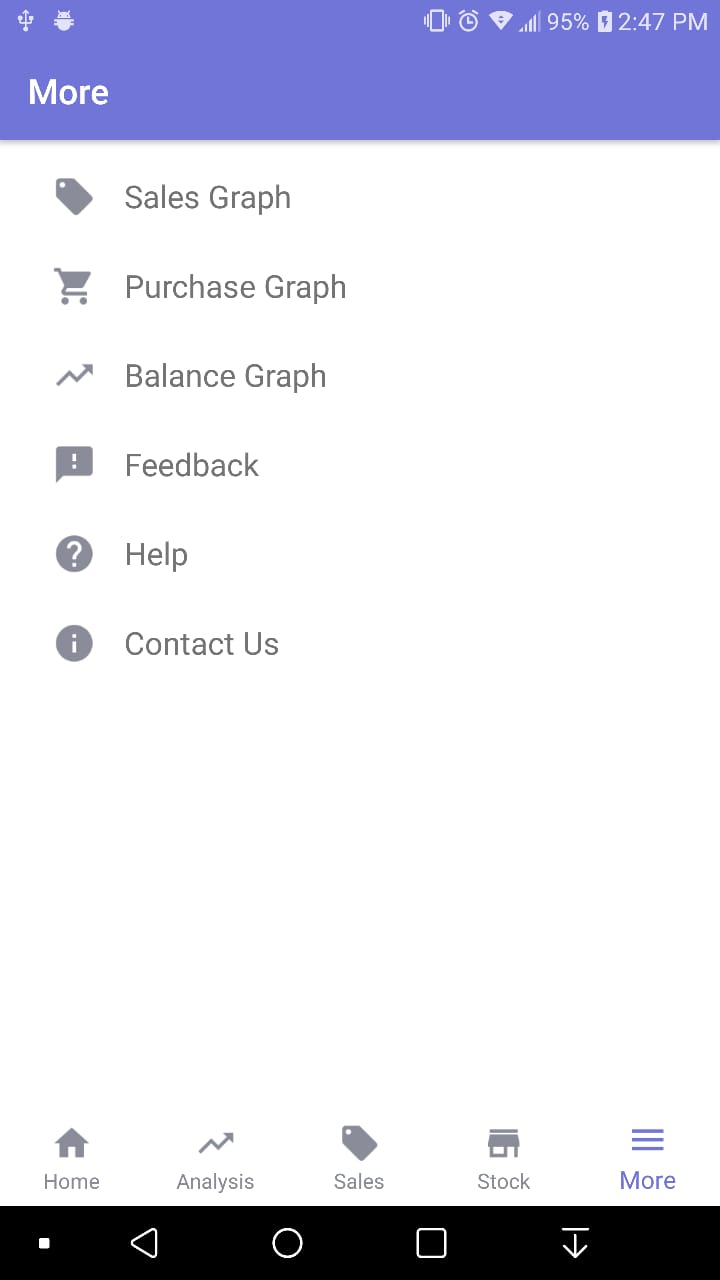 95% 2:47 PM
More
Sales Graph
Purchase Graph
Balance Graph
Feedback
Help
Contact Us
Home Analysis Sales Stock More